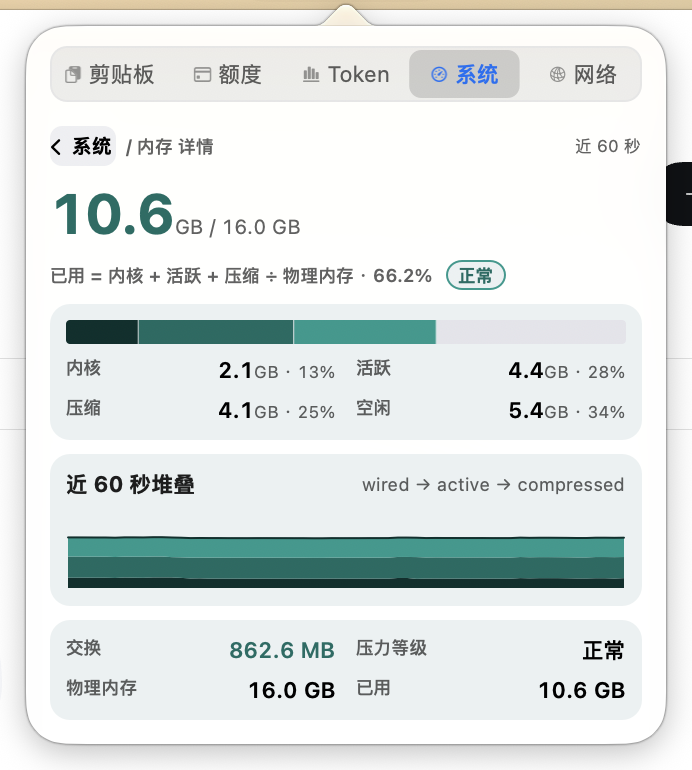 剪贴板 额度 Token 系统 网络
系统 / 内存 详情 近 60 秒
10.6GB / 16.0 GB
已用 = 内核 + 活跃 + 压缩 ÷ 物理内存 · 66.2% 正常
内核 2.1GB · 13% 活跃 4.4GB · 28%
压缩 4.1GB · 25% 空闲 5.4GB · 34%
近 60 秒堆叠 wired → active → compressed
交换 862.6 MB 压力等级 正常
物理内存 16.0 GB 已用 10.6 GB